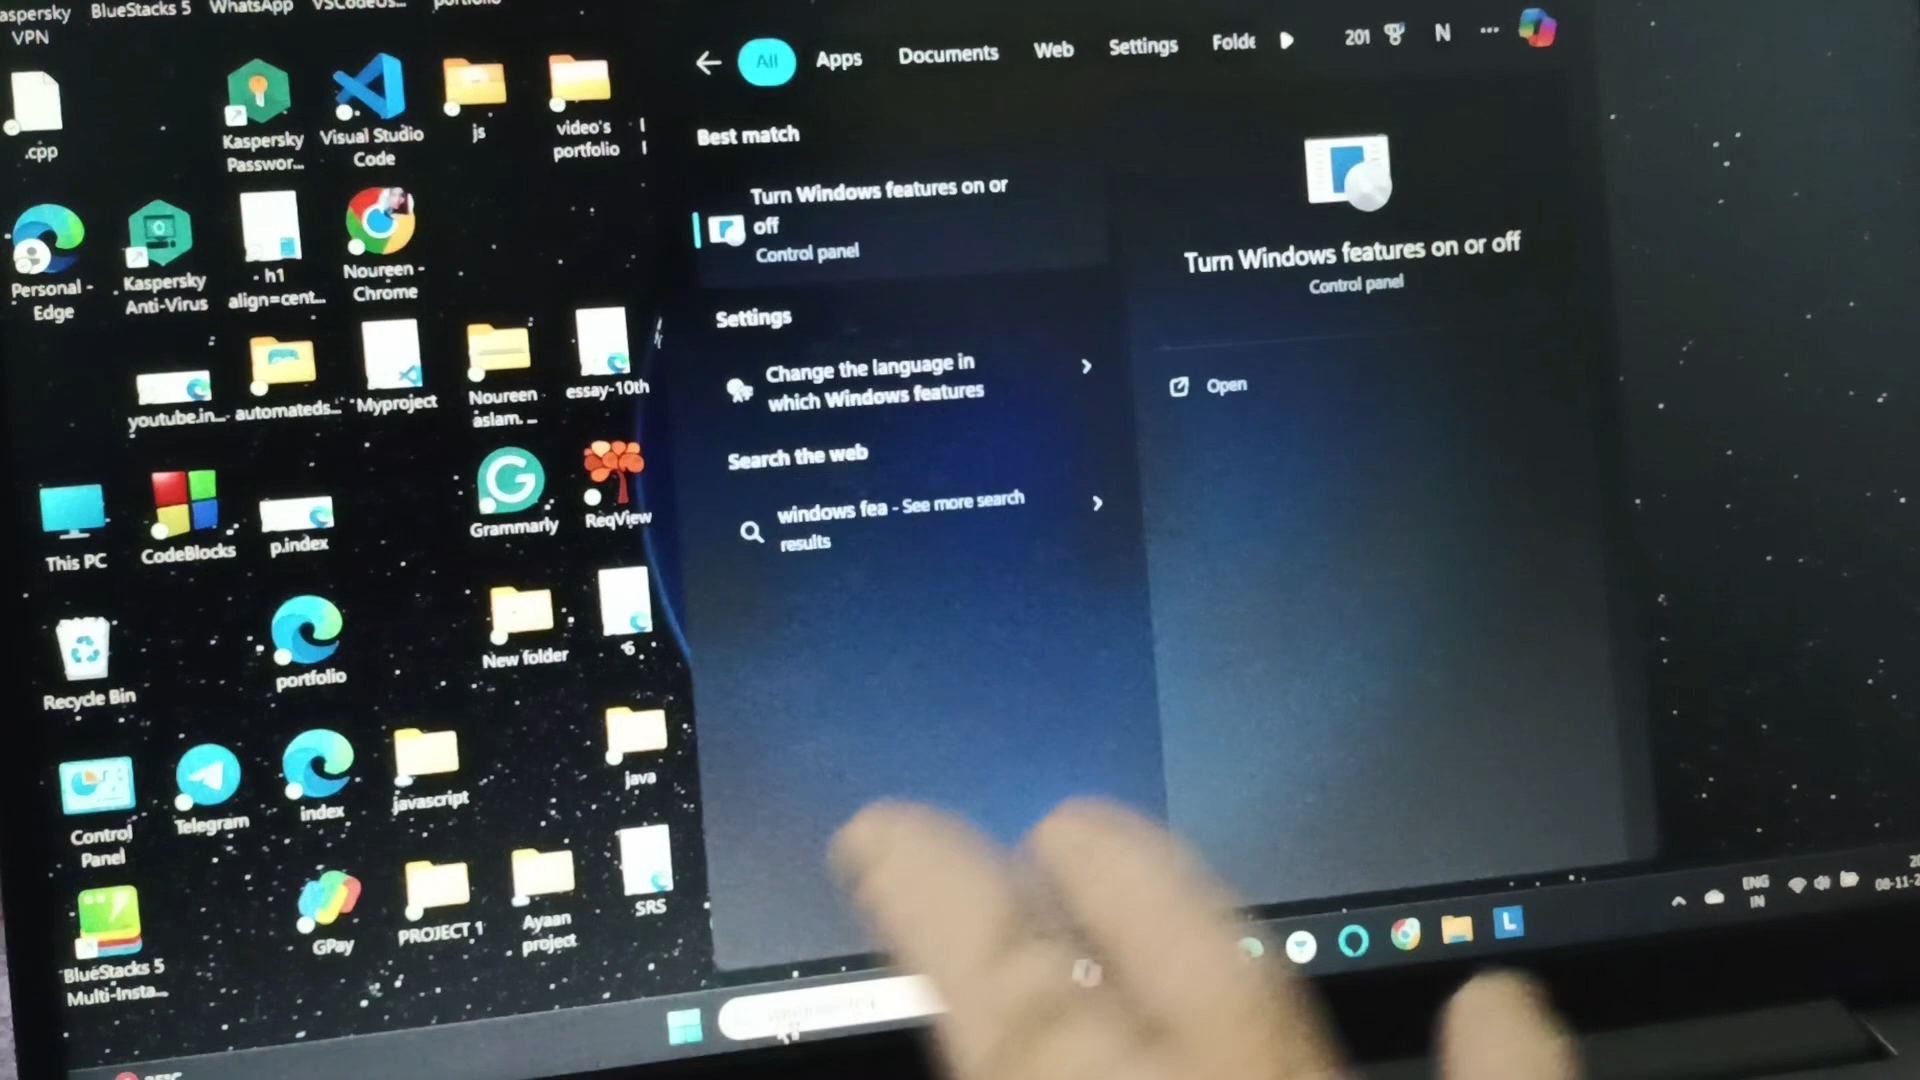 aspersky
VPN
BlueStacks 5
WhatsApp
.cpp
Kaspersky
Passwor...
Visual Studio
Code
js
video's
portfolio
Personal -
Edge
Kaspersky
Anti-Virus
h1
align=cent...
Noureen -
Chrome
youtube.in...
automateds...
Myproject
Noureen
aslam. ...
essay-10th
This PC
CodeBlocks
p.index
Grammarly
ReqView
Recycle Bin
portfolio
New folder
6
Control
Panel
Telegram
index
javascript
java
BlueStacks 5
Multi-Insta...
GPay
PROJECT 1
Ayaan
project
SRS
All
Apps
Documents
Web
Settings
Folde
201
N
...
Best match
Turn Windows features on or
off
Control panel
Settings
Change the language in
which Windows features
Search the web
windows fea - See more search
results
Turn Windows features on or off
Control panel
Open
L
ENG
IN
08-11-2